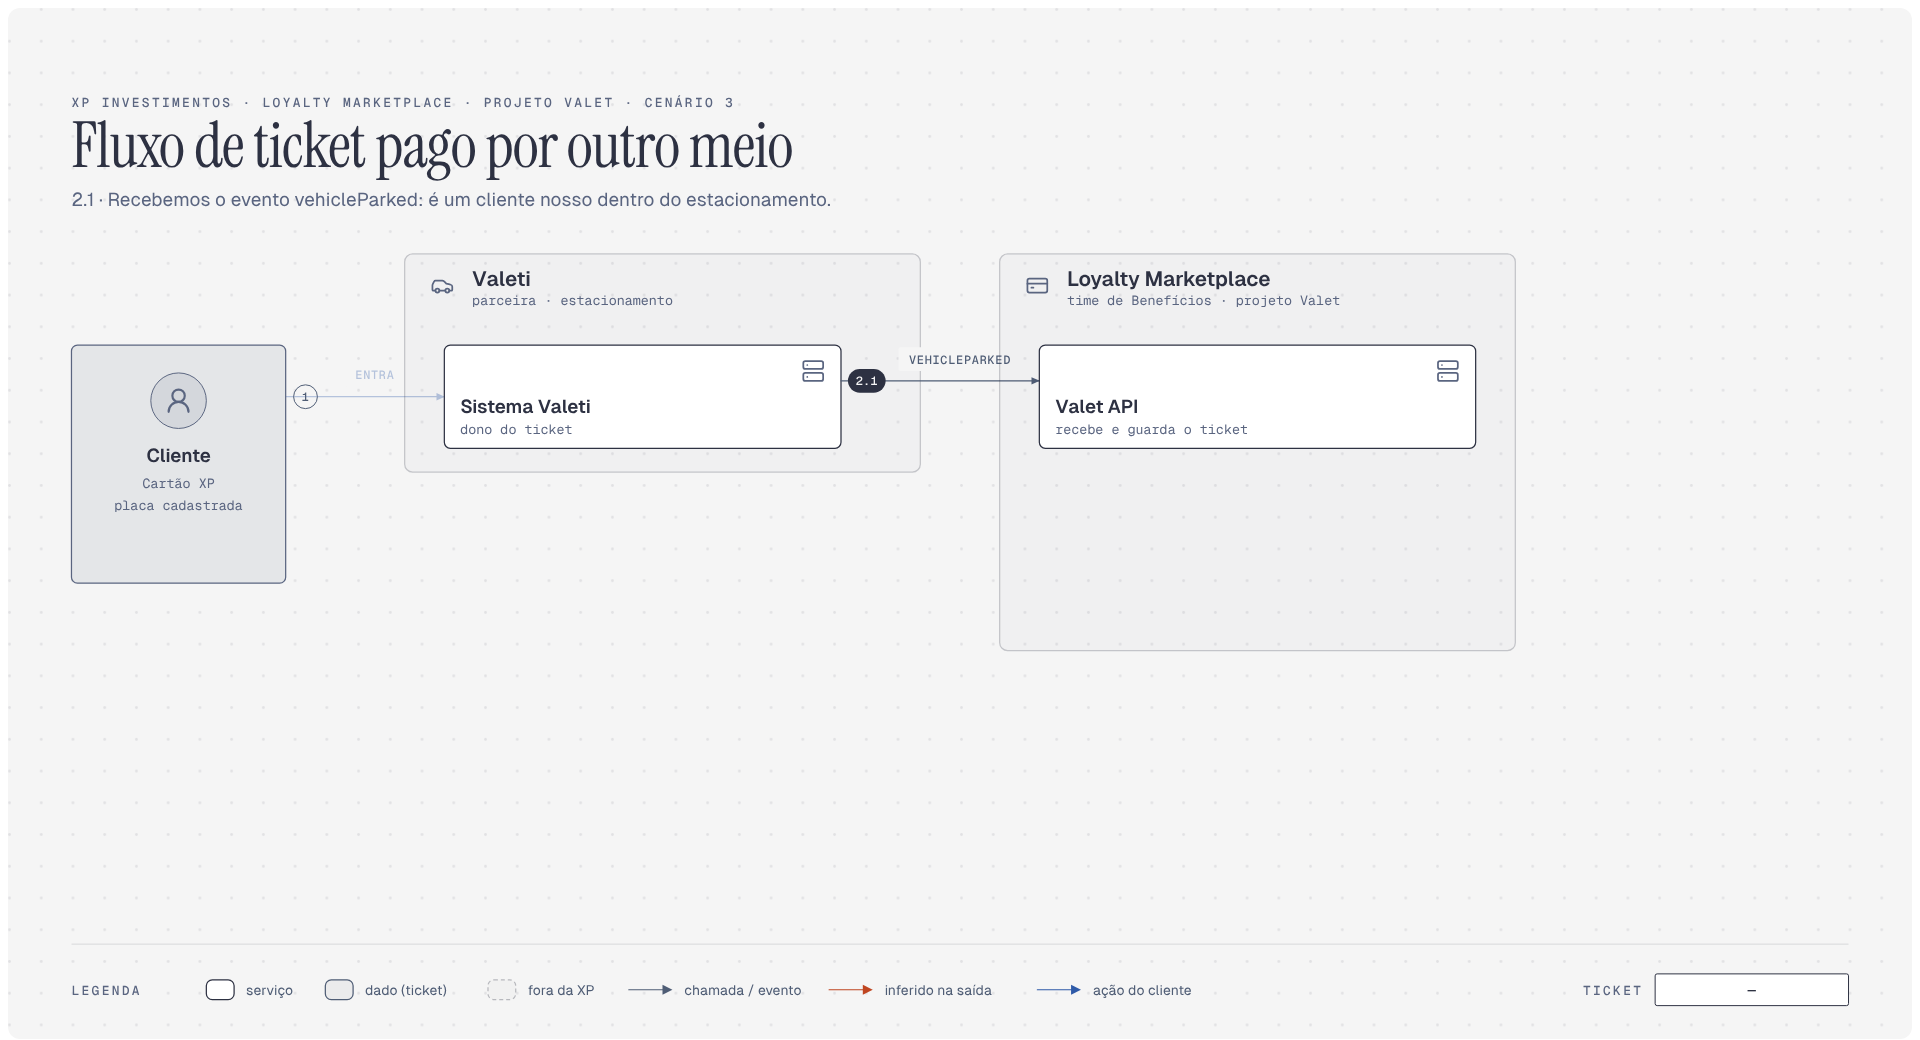 XP INVESTIMENTOS · LOYALTY MARKETPLACE · PROJETO VALET · CENÁRIO 3
Fluxo de ticket pago por outro meio
2.1 · Recebemos o evento vehicleParked: é um cliente nosso dentro do estacionamento.
Valeti
parceira · estacionamento
Loyalty Marketplace
time de Benefícios · projeto Valet
Cliente
Cartão XP
placa cadastrada
1
ENTRA
Sistema Valeti
dono do ticket
2.1
VEHICLEPARKED
Valet API
recebe e guarda o ticket
LEGENDA
serviço
dado (ticket)
fora da XP
chamada / evento
inferido na saída
ação do cliente
TICKET
—